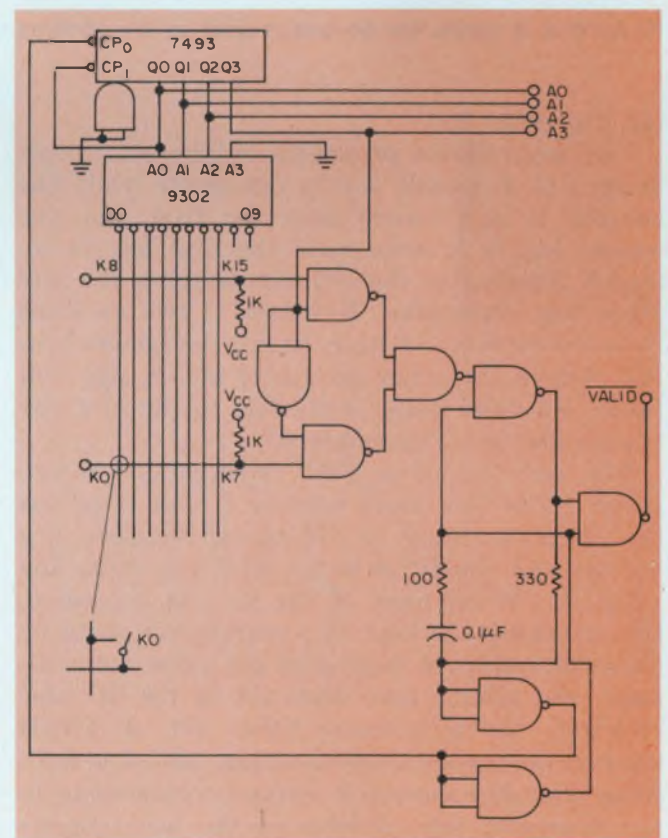 CP0 7493
CP1 Q0 Q1 Q2 Q3
A0
A1
A2
A3
A0 A1 A2 A3
9302
D0 09
K8 K15
1K
VCC
VCC
1K
K0 K7
VALID
100 330
0.1μF
K0